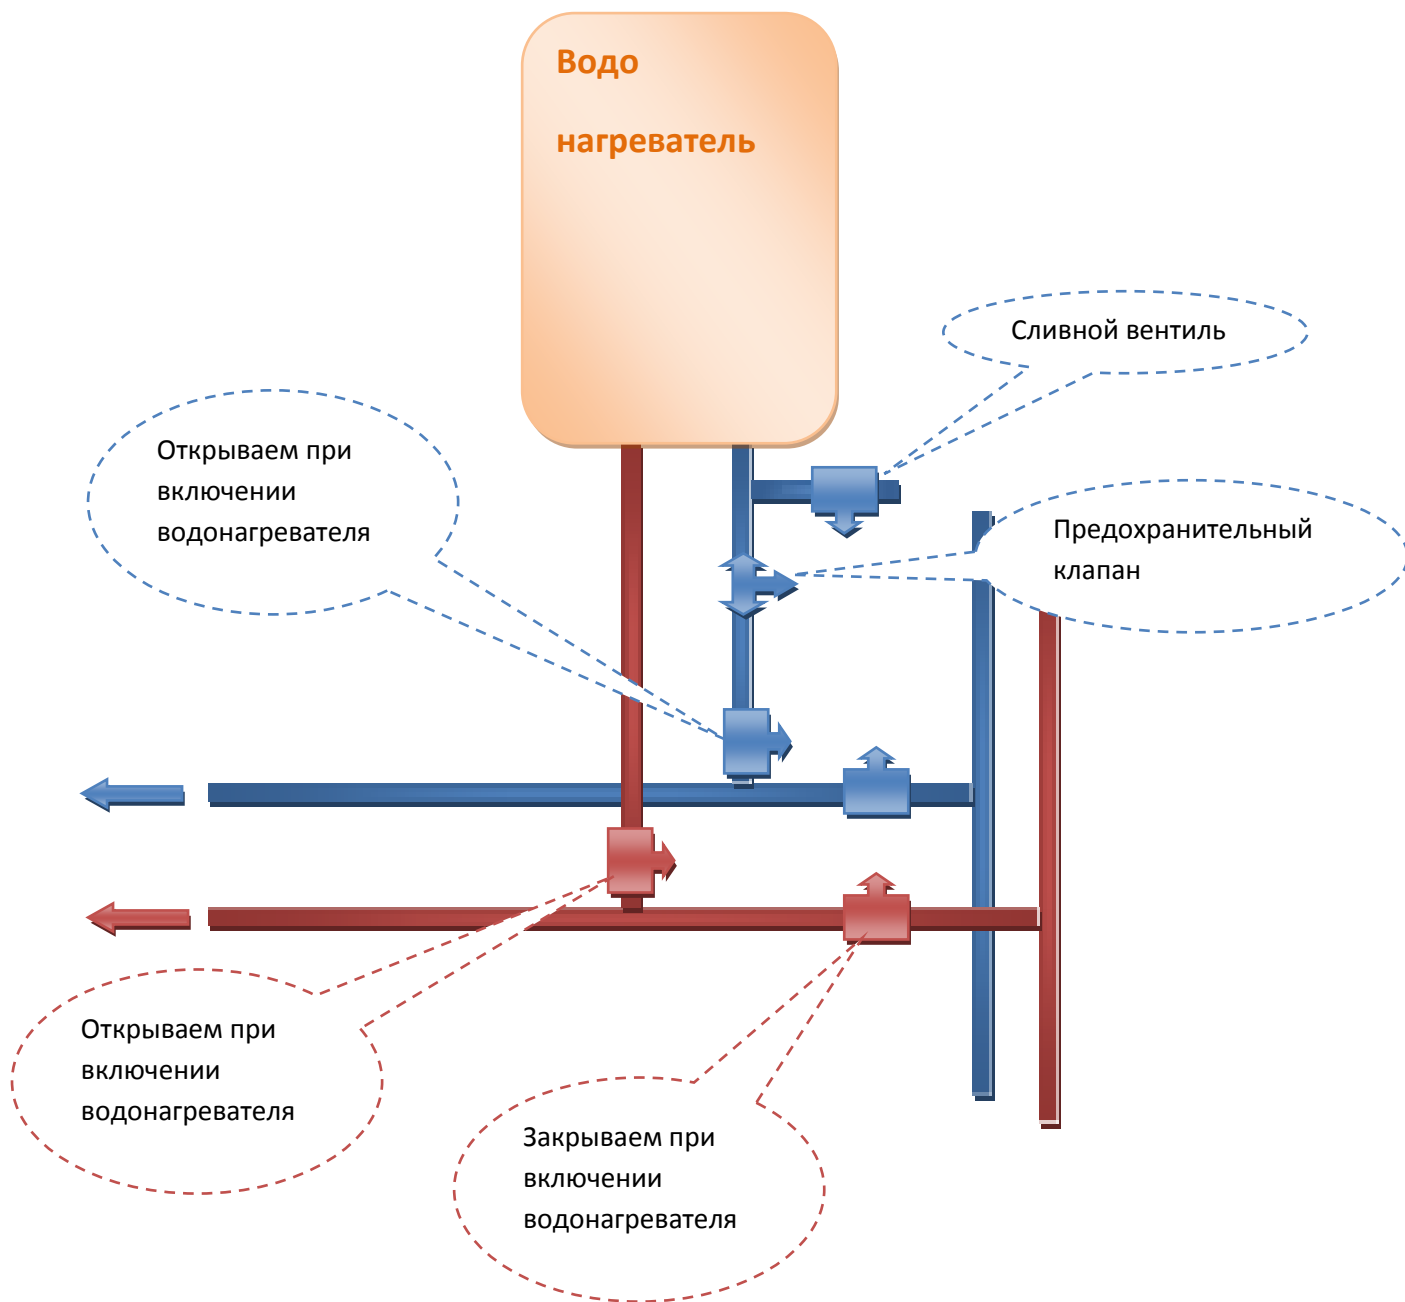 Водо
нагреватель
Сливной вентиль
Открываем при
включении
водонагревателя
Предохранительный
клапан
Открываем при
включении
водонагревателя
Закрываем при
включении
водонагревателя